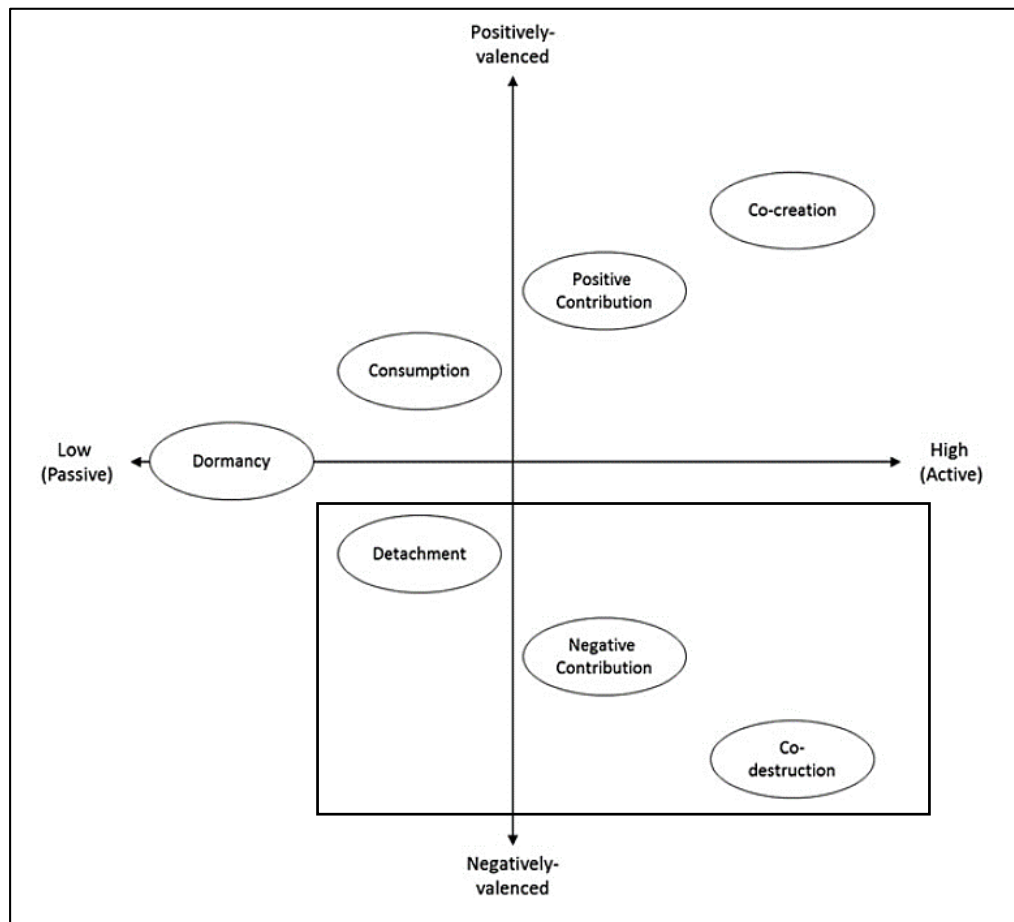 Positively-
valenced
Co-creation
Positive
Contribution
Consumption
Low
(Passive)
Dormancy
High
(Active)
Detachment
Negative
Contribution
Co-
destruction
Negatively-
valenced